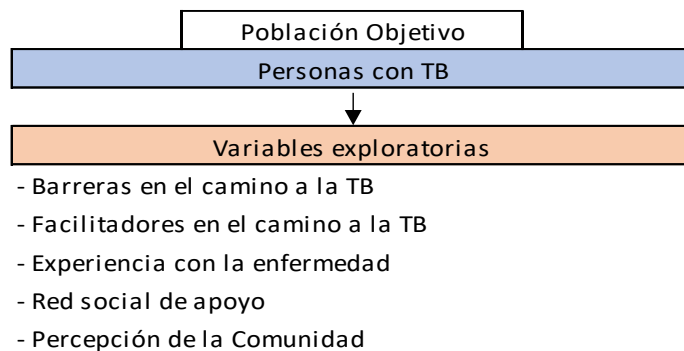 Población Objetivo
Personas con TB
Variables exploratorias
- Barreras en el camino a la TB
- Facilitadores en el camino a la TB
- Experiencia con la enfermedad
- Red social de apoyo
- Percepción de la Comunidad